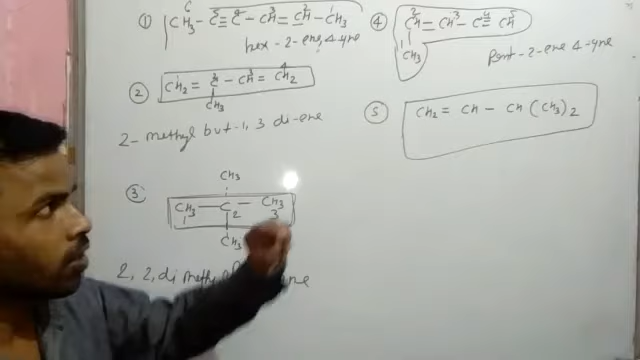 ① CH₃ - C ≡ C - CH = CH - CH₃
hex - 2 - ene, 4 - yne
② CH₂ = C - CH = CH₂
CH₃
2 - methyl but - 1, 3 di - ene
③ CH₃
CH₃ — C — CH₃
1 2 3
CH₃
2, 2, di
④ CH = CH - C ≡ CH
CH₃
Pent - 2 - ene 4 - yne
⑤ CH₂ = CH - CH (CH₃)₂